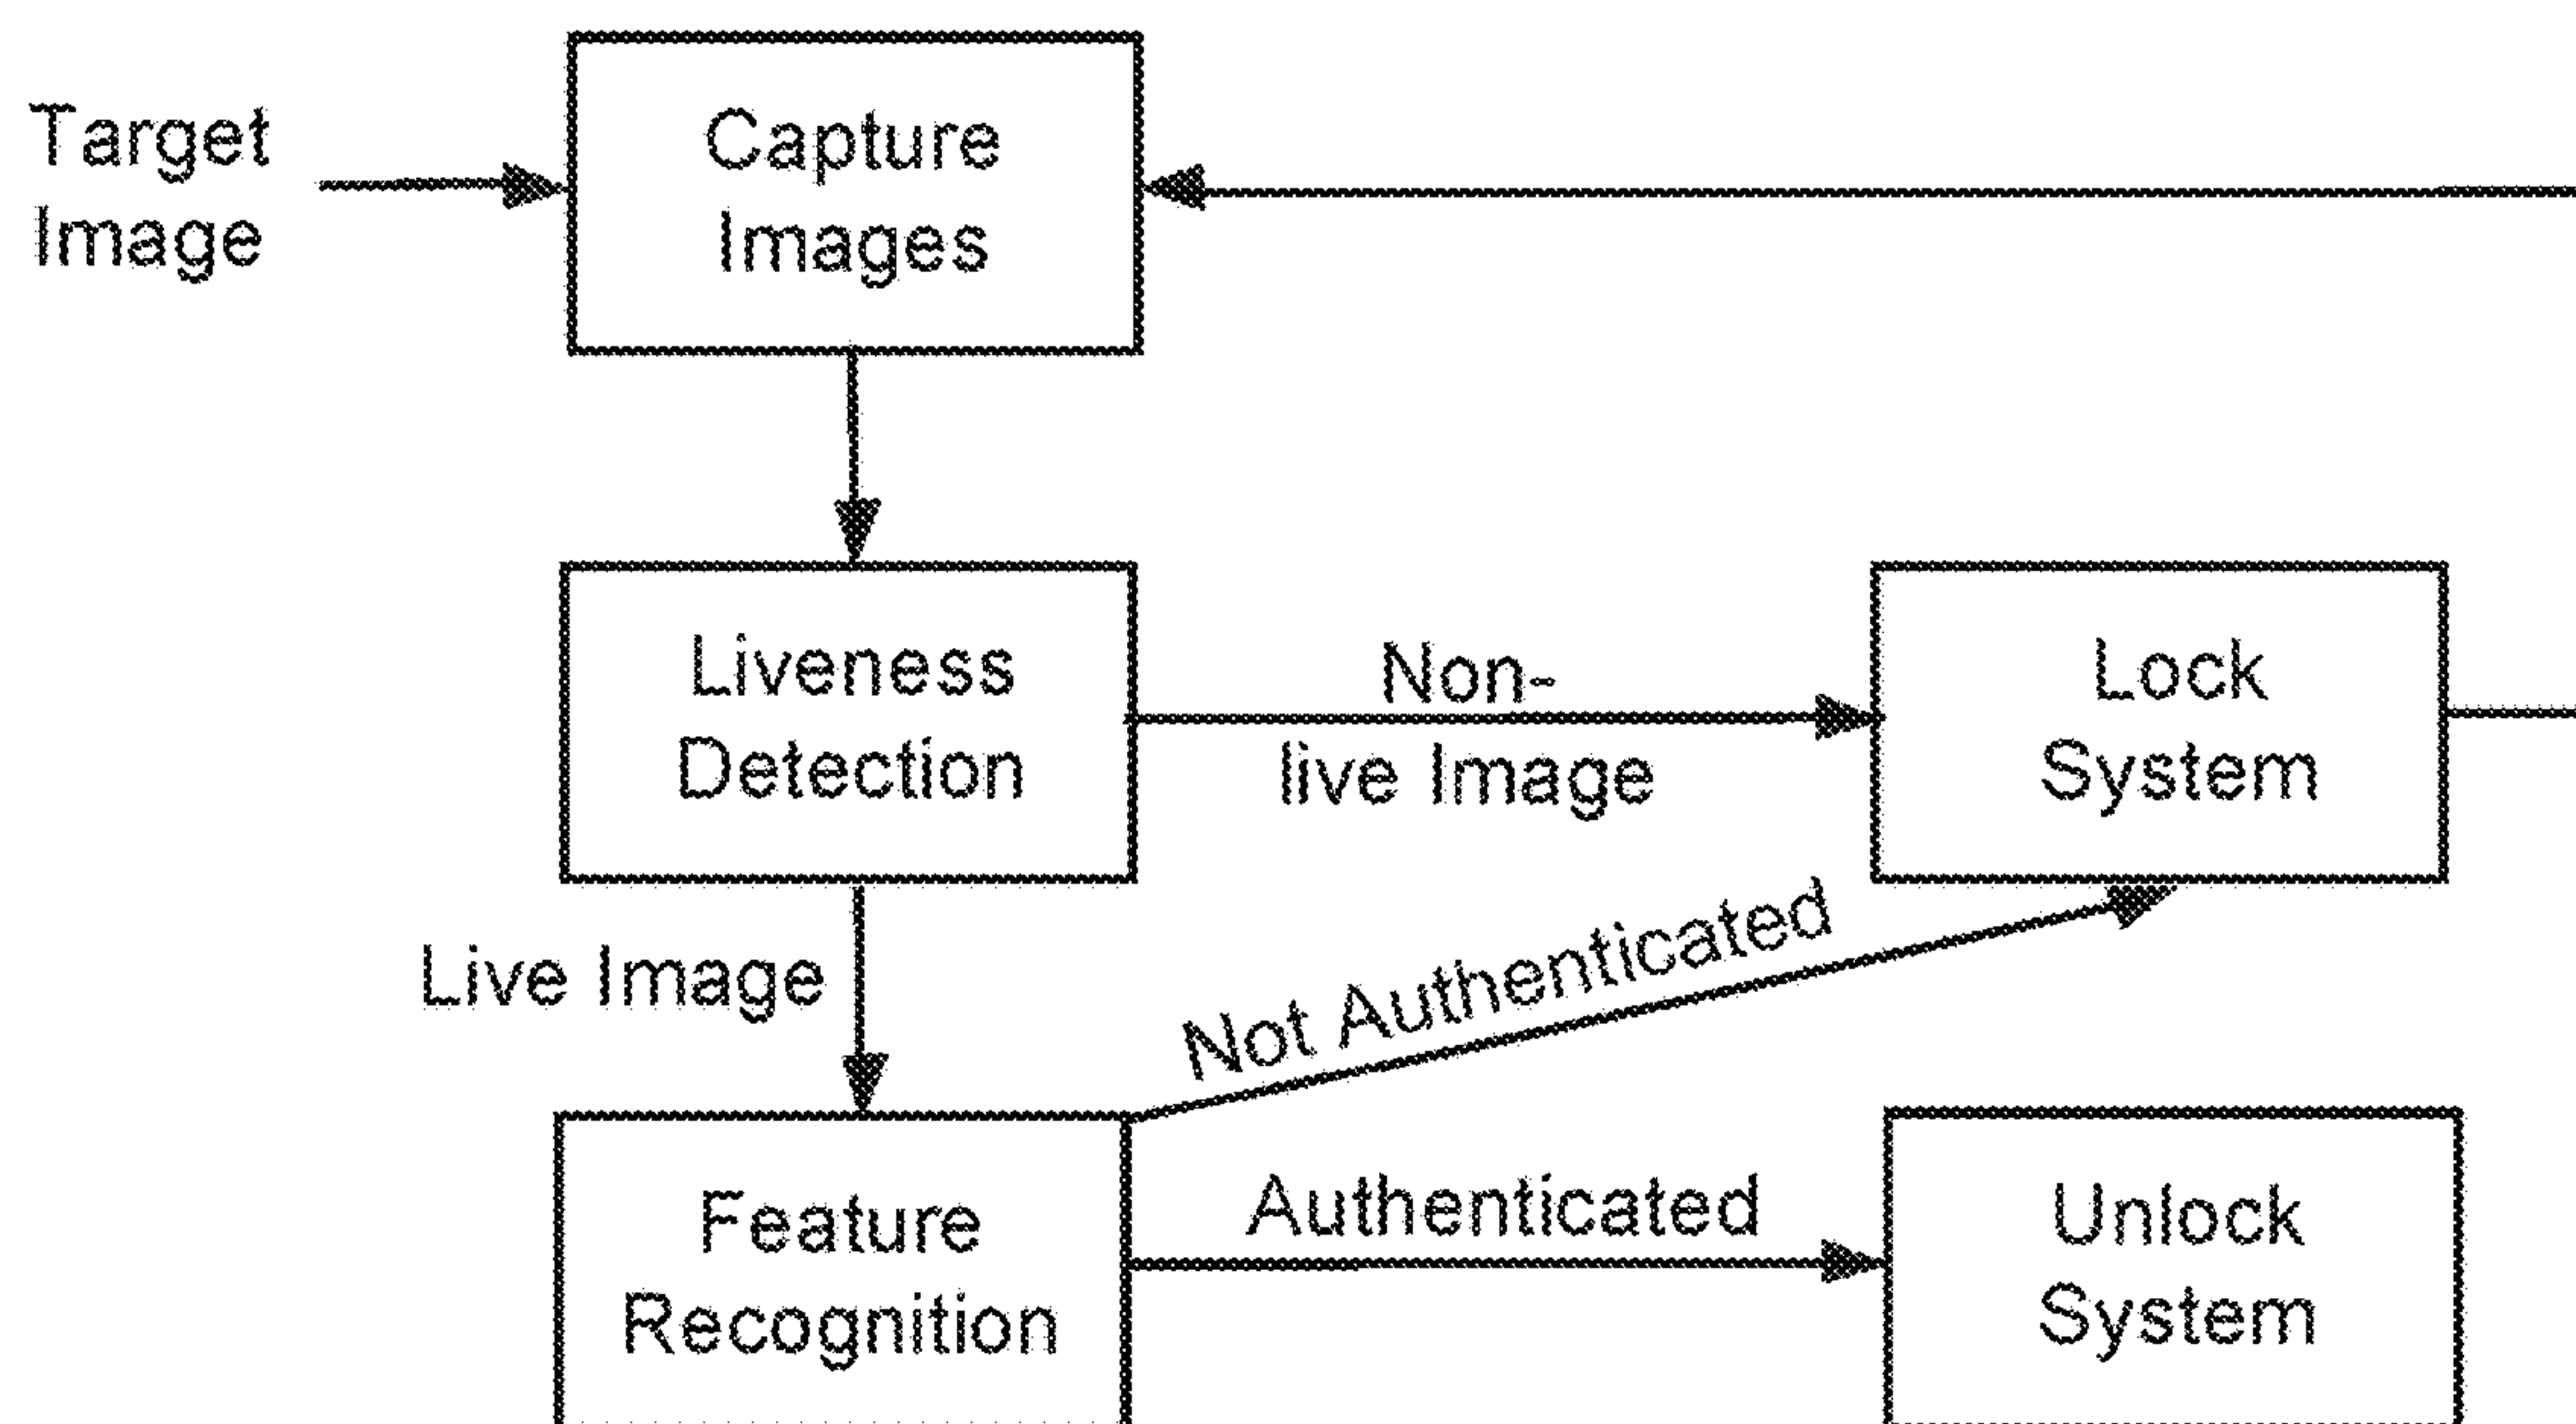 Target
Image
Capture
Images
Liveness
Detection
Non-
live Image
Lock
System
Live Image
Not Authenticated
Feature
Recognition
Authenticated
Unlock
System